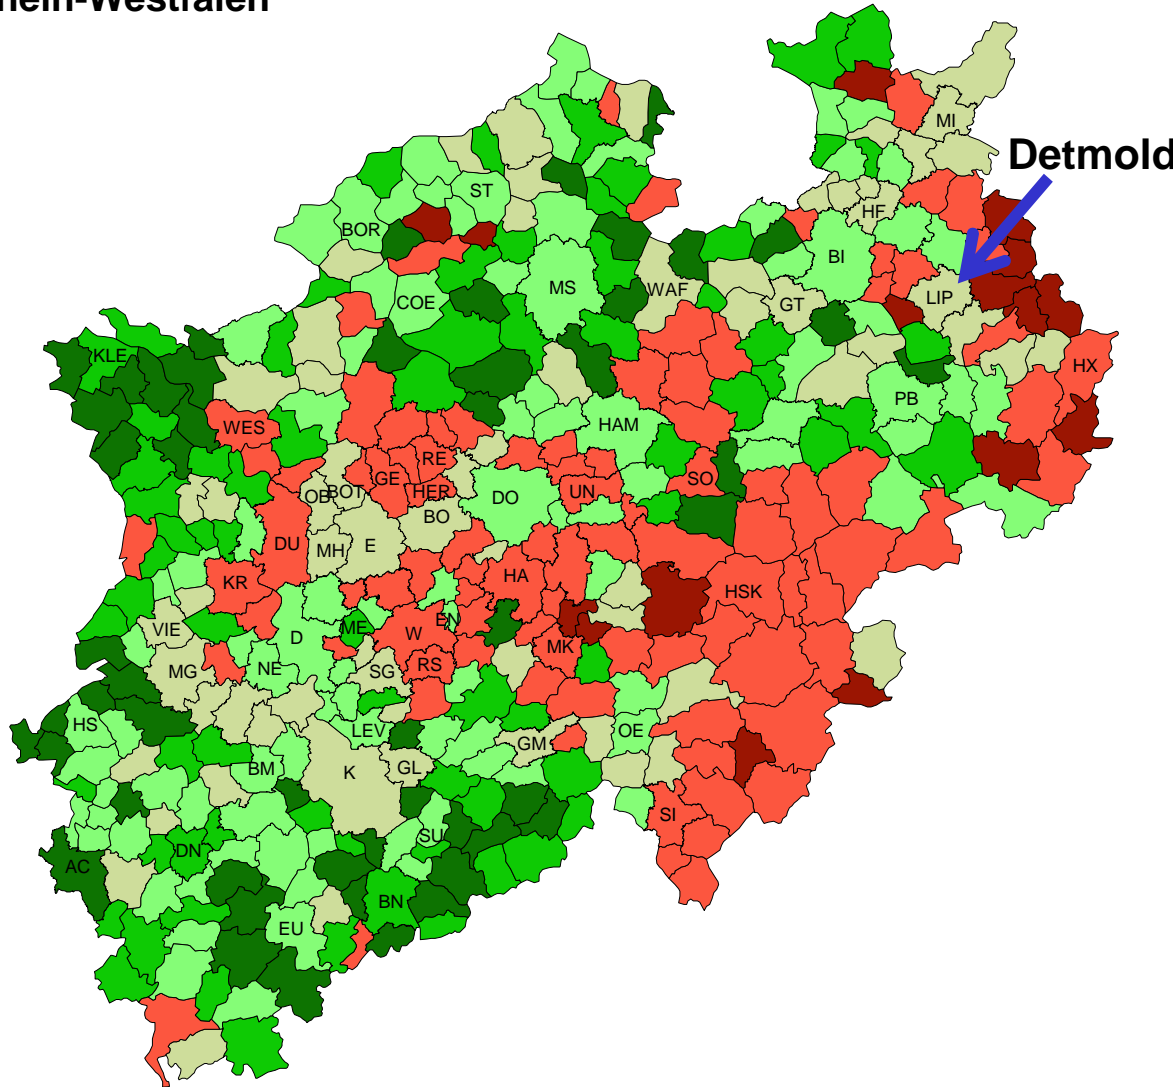 hein-Westfalen
MI
Detmold
ST
HF
BOR
BI
MS
WAF
LIP
COE
GT
KLE
HX
PB
WES
HAM
RE
GE
SO
OB
BOT
HER
UN
DO
BO
DU
MH
E
KR
HA
HSK
VIE
ME
EN
D
W
MK
MG
NE
SG
RS
HS
LEV
OE
GM
BM
K
GL
SI
SU
DN
AC
BN
EU